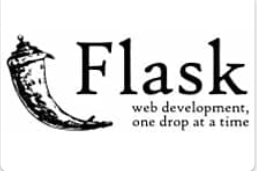 Flask
web development,
one drop at a time